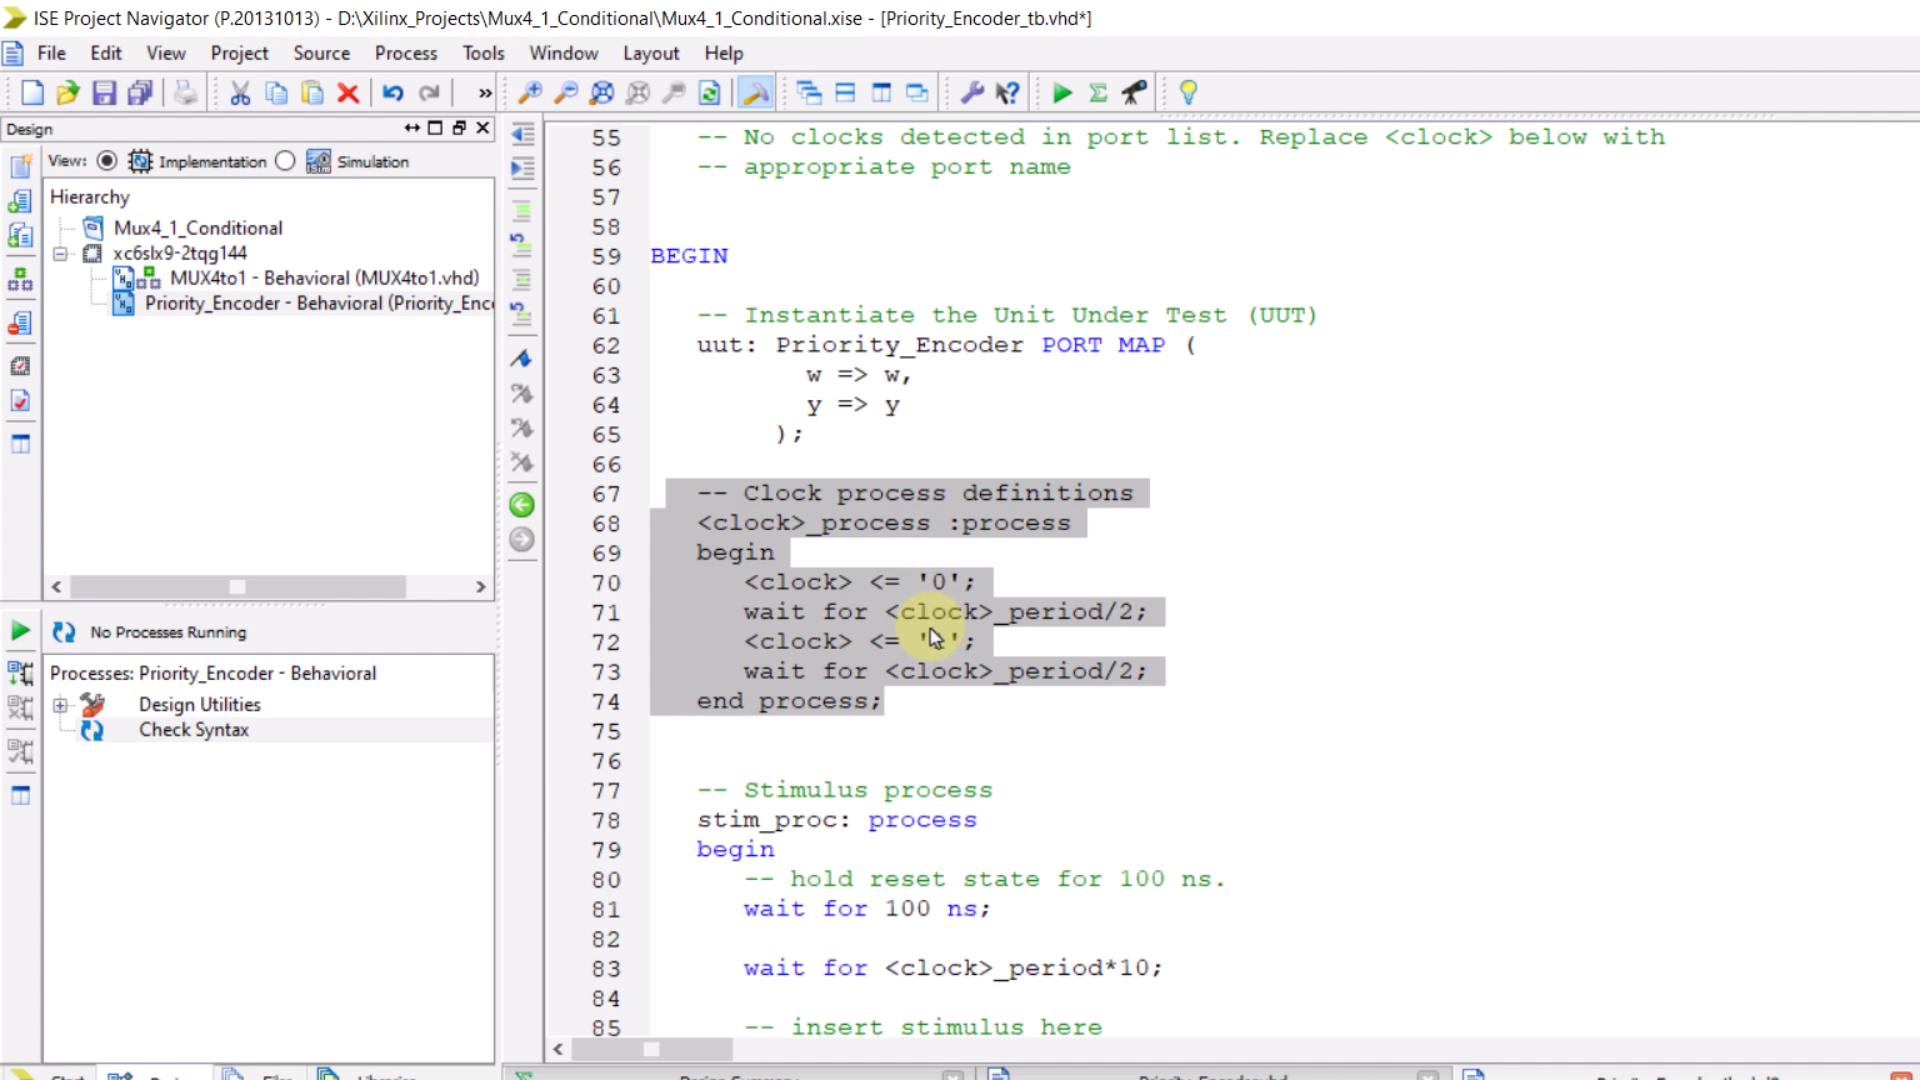 ISE Project Navigator (P.20131013) - D:\Xilinx_Projects\Mux4_1_Conditional\Mux4_1_Conditional.xise - [Priority_Encoder_tb.vhd*]
File Edit View Project Source Process Tools Window Layout Help
»
Design
View: Implementation Simulation
Hierarchy
Mux4_1_Conditional
xc6slx9-2tqg144
MUX4to1 - Behavioral (MUX4to1.vhd)
Priority_Encoder - Behavioral (Priority_Enc
No Processes Running
Processes: Priority_Encoder - Behavioral
Design Utilities
Check Syntax
55 -- No clocks detected in port list. Replace <clock> below with
56 -- appropriate port name
57
58
59 BEGIN
60
61 -- Instantiate the Unit Under Test (UUT)
62 uut: Priority_Encoder PORT MAP (
63 w => w,
64 y => y
65 );
66
67 -- Clock process definitions
68 <clock>_process :process
69 begin
70 <clock> <= '0';
71 wait for <clock>_period/2;
72 <clock> <= ' ';
73 wait for <clock>_period/2;
74 end process;
75
76
77 -- Stimulus process
78 stim_proc: process
79 begin
80 -- hold reset state for 100 ns.
81 wait for 100 ns;
82
83 wait for <clock>_period*10;
84
85 -- insert stimulus here